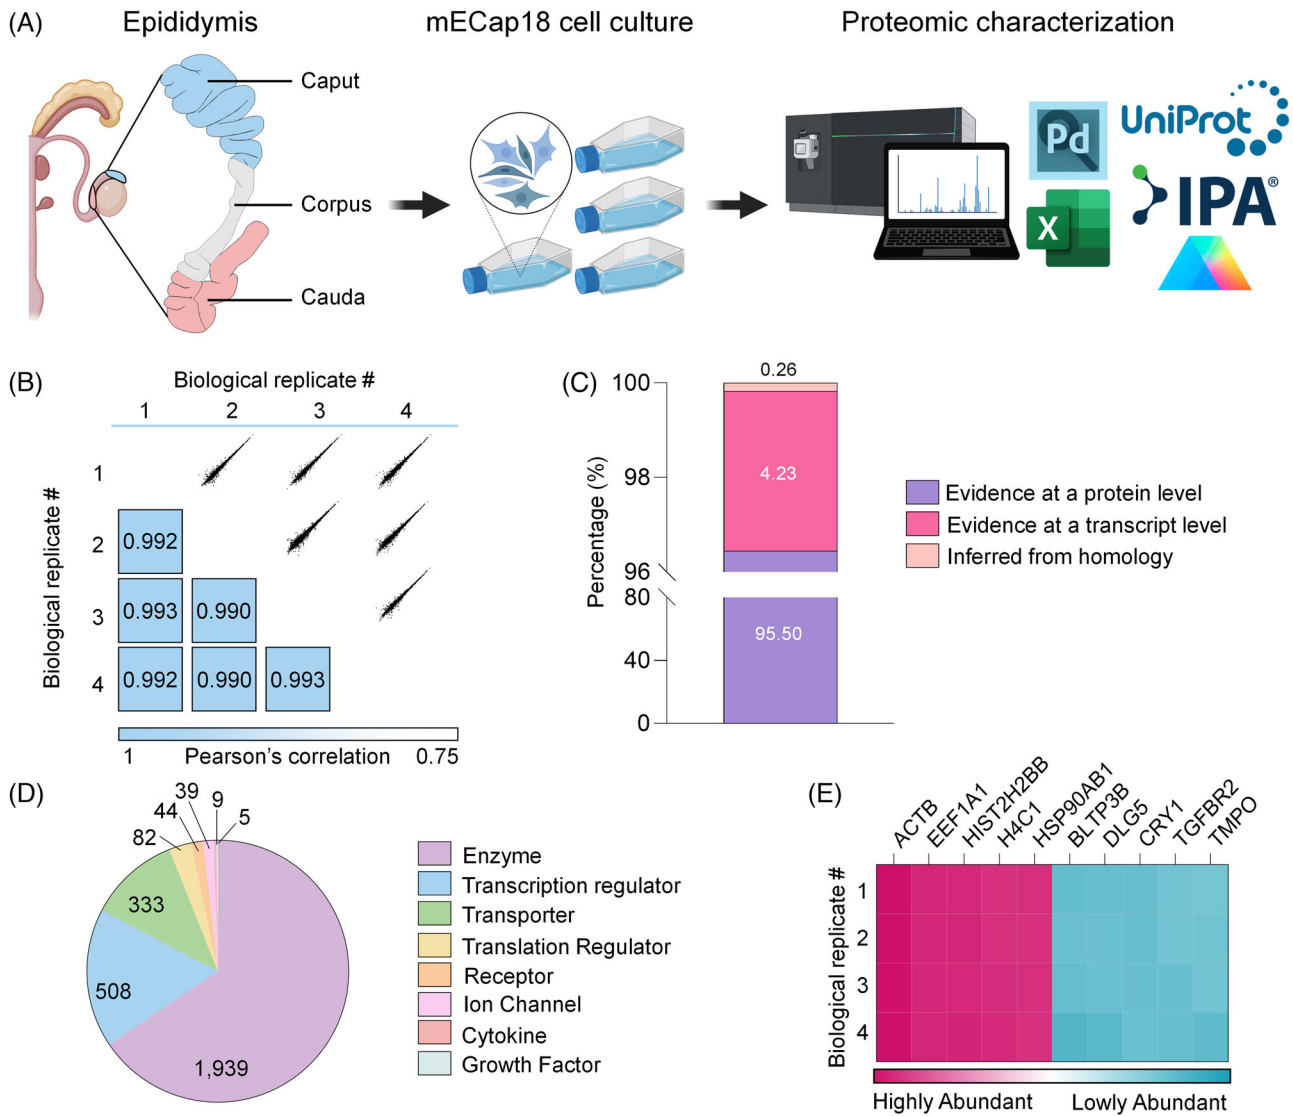 (A)
Epididymis
mECap18 cell culture
Proteomic characterization
Caput
Corpus
Cauda
Pd
UniProt
X
IPA®
(B)
Biological replicate #
1 2 3 4
Biological replicate #
1
2 0.992
3 0.993 0.990
4 0.992 0.990 0.993
1 Pearson's correlation 0.75
(C)
Percentage (%)
100
98
96
80
40
0
0.26
4.23
95.50
Evidence at a protein level
Evidence at a transcript level
Inferred from homology
(D)
1,939
508
333
82
44
39
9
5
Enzyme
Transcription regulator
Transporter
Translation Regulator
Receptor
Ion Channel
Cytokine
Growth Factor
(E)
ACTB
EEF1A1
HIST2H2BB
H4C1
HSP90AB1
BLTP3B
DLG5
CRY1
TGFBR2
TMPO
Biological replicate #
1
2
3
4
Highly Abundant
Lowly Abundant